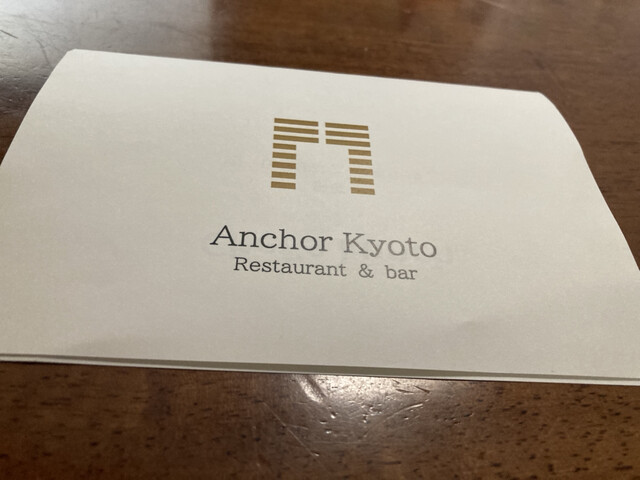 Anchor Kyoto
Restaurant & bar